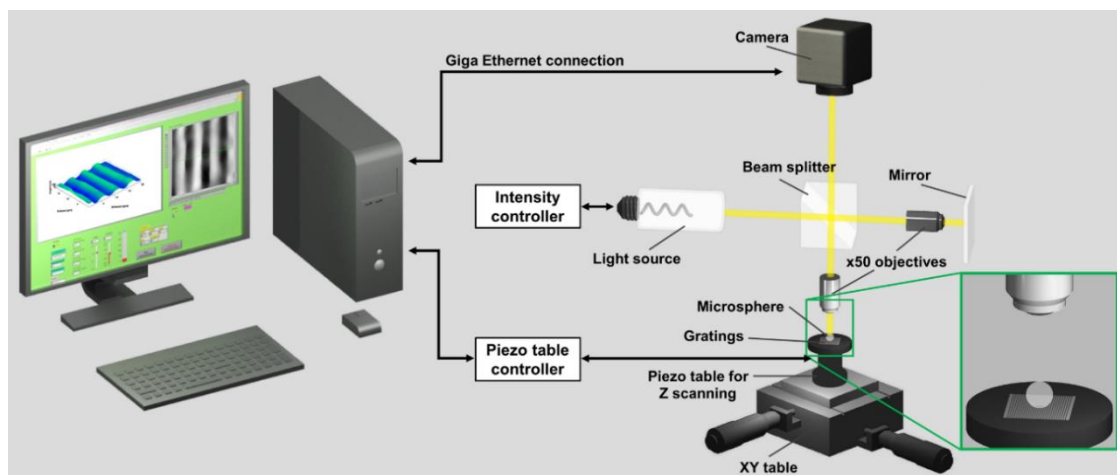 Camera
Giga Ethernet connection
Beam splitter
Mirror
Intensity
controller
Light source
x50 objectives
Microsphere
Gratings
Piezo table
controller
Piezo table for
Z scanning
XY table